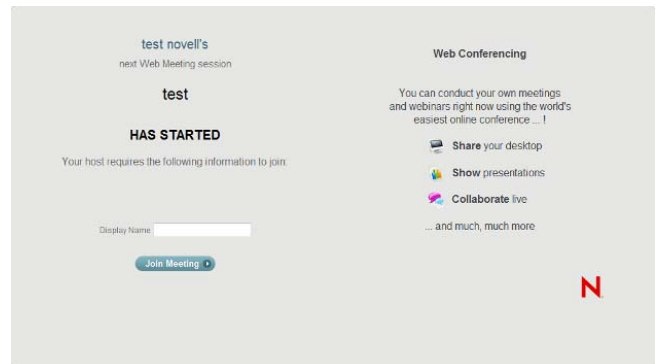 test novell's
next Web Meeting session
test
HAS STARTED
Your host requires the following information to join:
Display Name
Join Meeting
Web Conferencing
You can conduct your own meetings
and webinars right now using the world's
easiest online conference ... !
Share your desktop
Show presentations
Collaborate live
... and much, much more
N